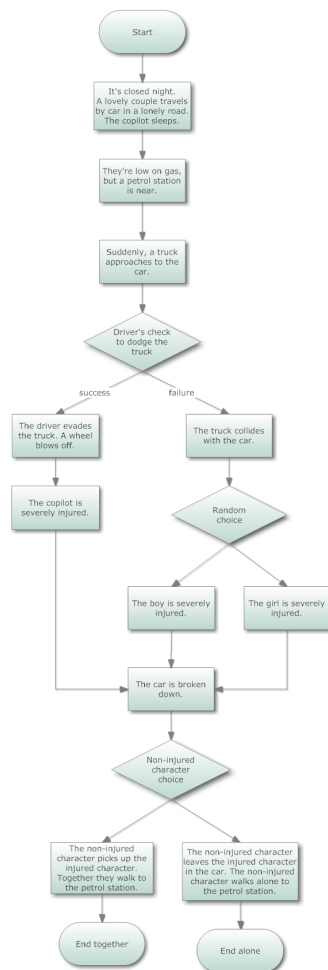 Start
It's closed night.
A lovely couple travels
by car in a lonely road.
The copilot sleeps.
They're low on gas,
but a petrol station
is near.
Suddenly, a truck
approaches to the
car.
Driver's check
to dodge the
truck
success
failure
The driver evades
the truck. A wheel
blows off.
The truck collides
with the car.
The copilot is
severely injured.
Random
choice
The boy is severely
injured.
The girl is severely
injured.
The car is broken
down.
Non-injured
character
choice
The non-injured
character picks up the
injured character.
Together they walk to
the petrol station.
The non-injured character
leaves the injured character
in the car. The non-injured
character walks alone to
the petrol station.
End together
End alone